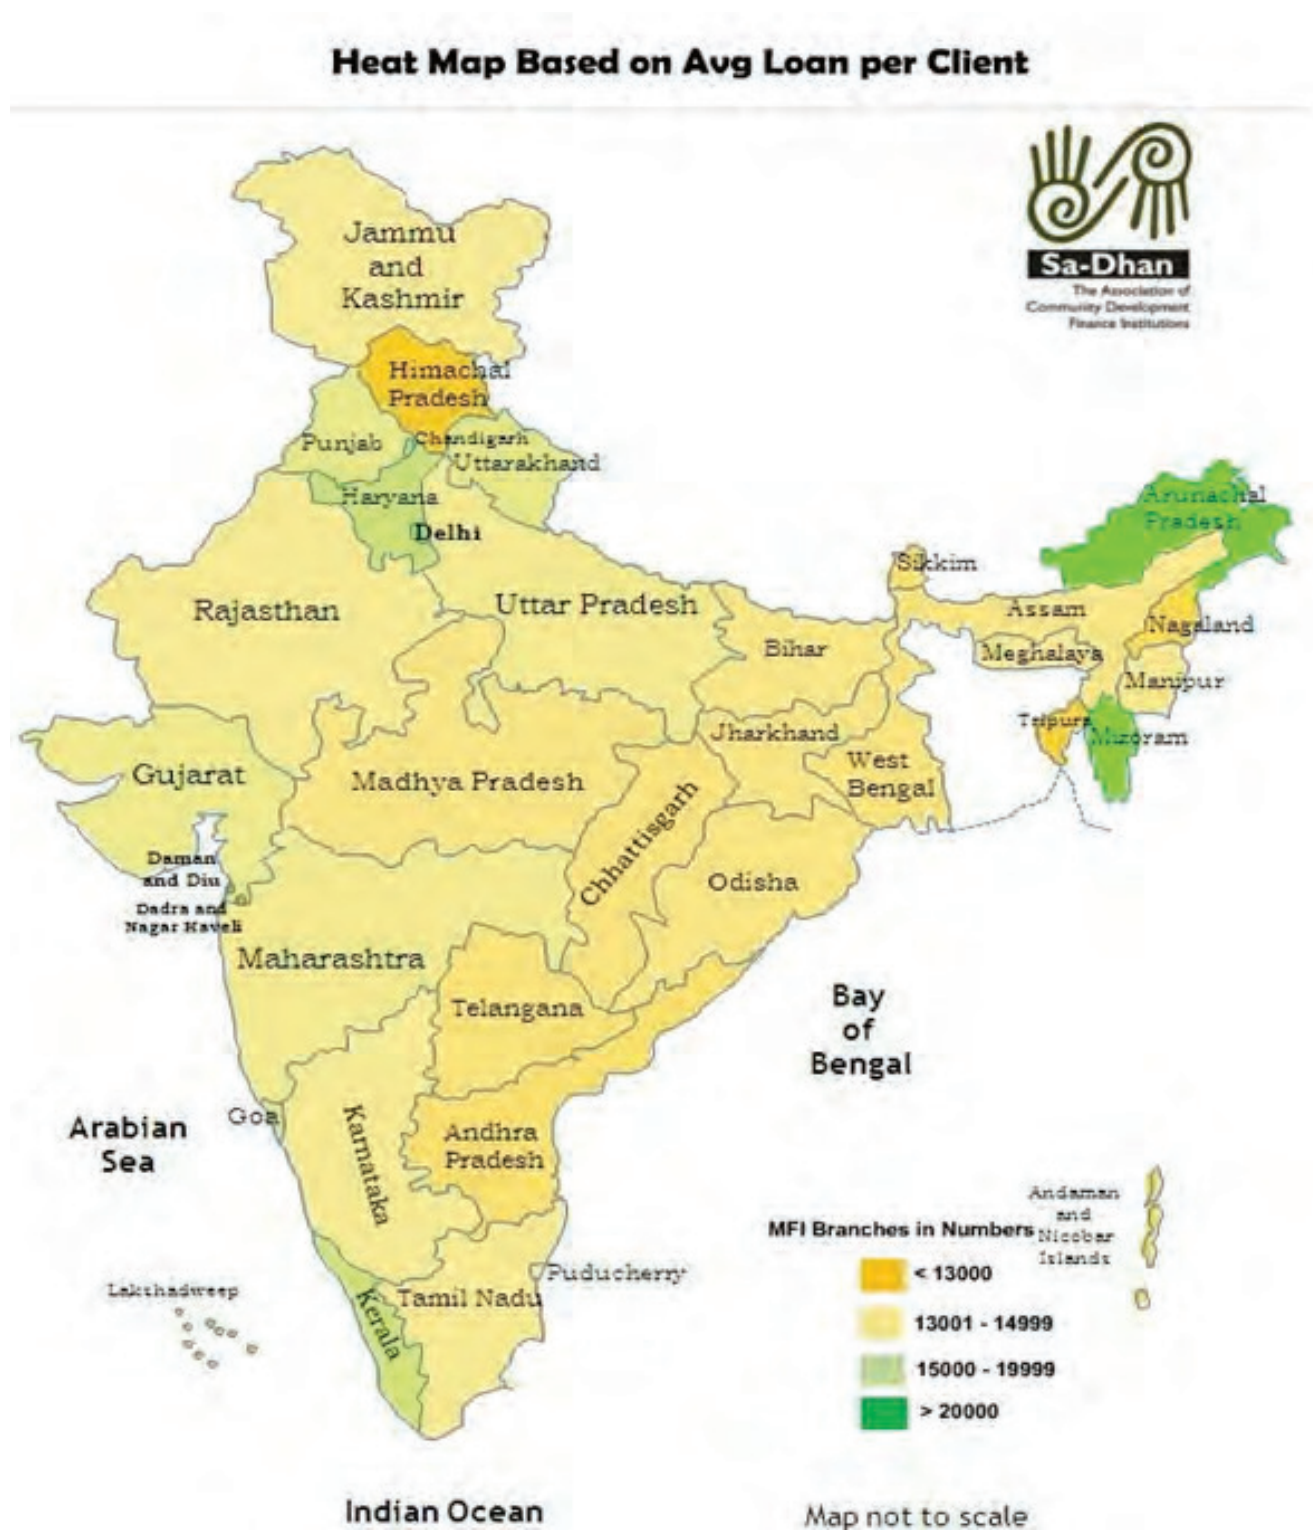 Heat Map Based on Avg Loan per Client
Sa-Dhan
The Association of
Community Development
Finance Institutions
Jammu
and
Kashmir
Himachal
Pradesh
Punjab
Chandigarh
Uttarakhand
Haryana
Delhi
Arunachal
Pradesh
Sikkim
Rajasthan
Uttar Pradesh
Assam
Nagaland
Bihar
Meghalaya
Manipur
Tripura
Mizoram
Jharkhand
West
Bengal
Gujarat
Madhya Pradesh
Chhattisgarh
Daman
and Diu
Dadra and
Nagar Haveli
Odisha
Maharashtra
Telangana
Bay
of
Bengal
Goa
Arabian
Sea
Karnataka
Andhra
Pradesh
Andaman
and
Nicobar
Islands
MFI Branches in Numbers
< 13000
13001 - 14999
15000 - 19999
> 20000
Puducherry
Lakthadweep
Kerala
Tamil Nadu
Indian Ocean
Map not to scale